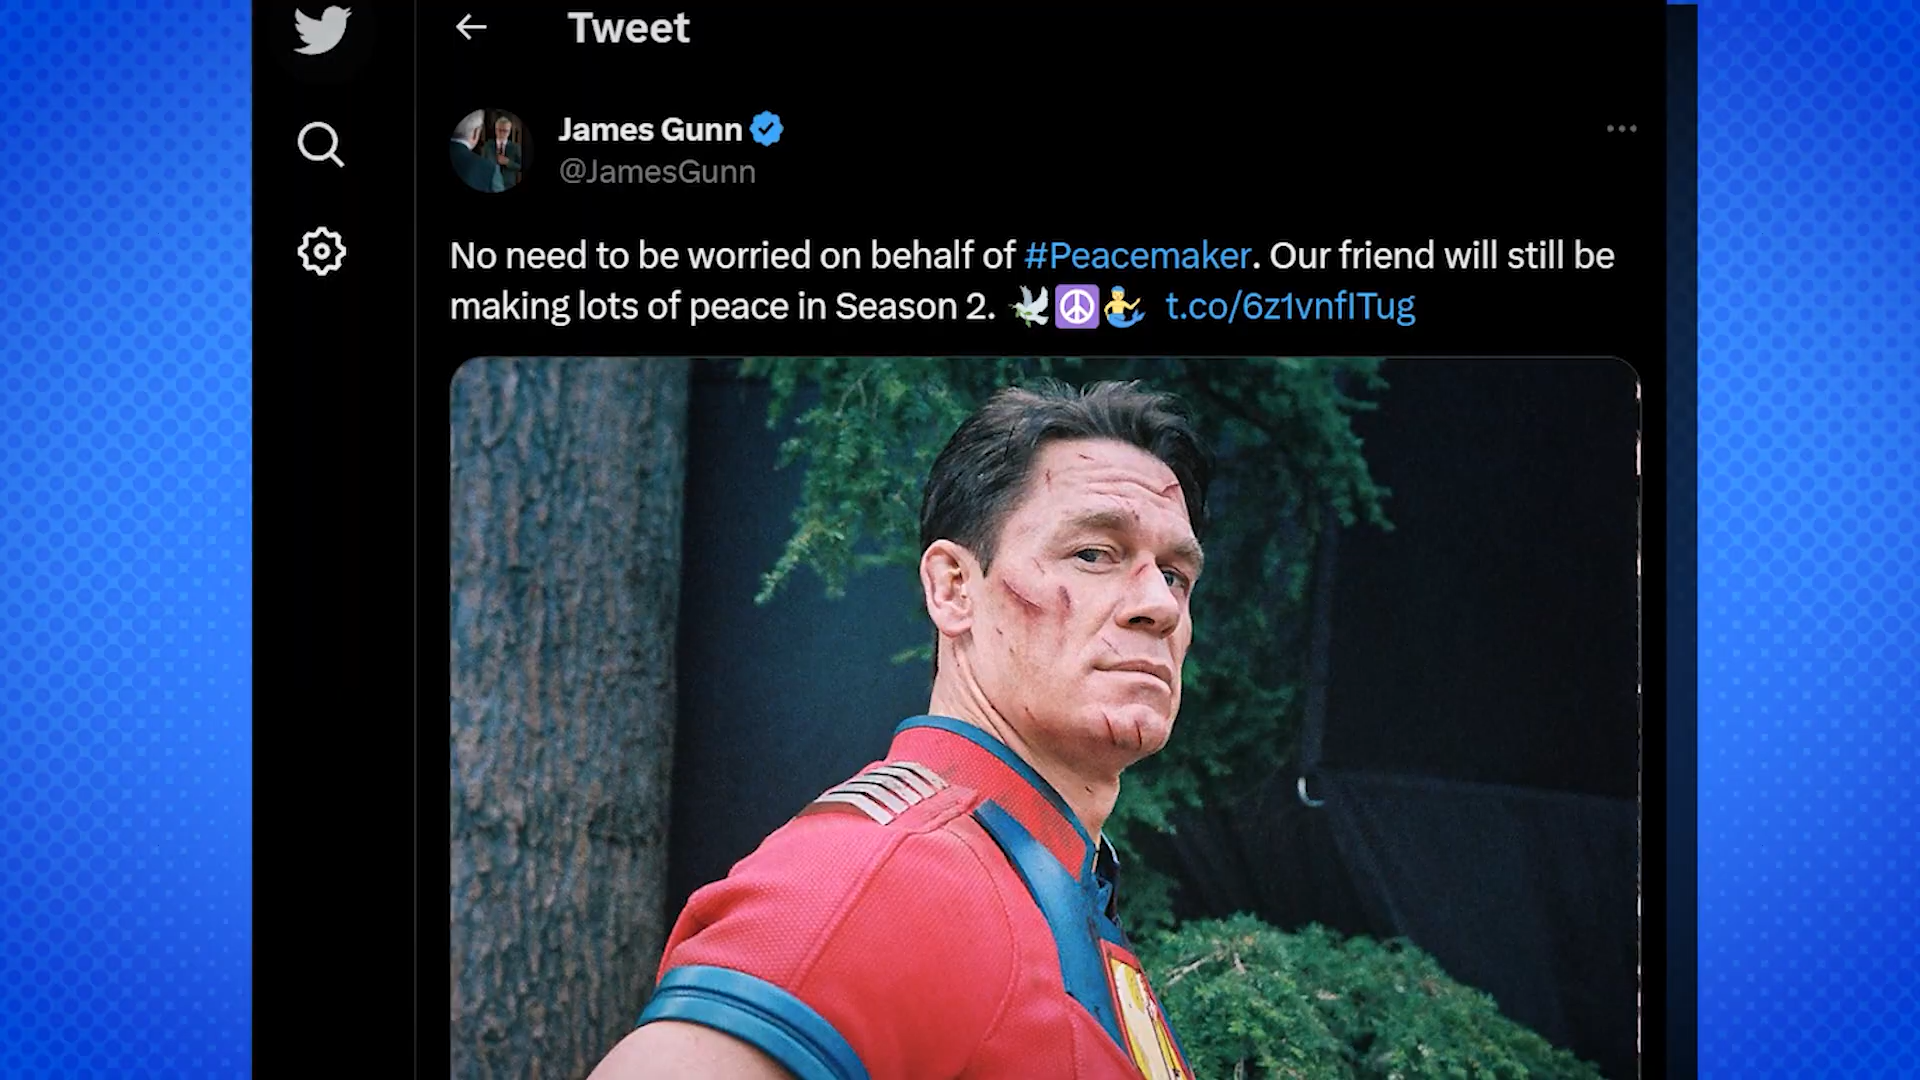 Tweet
James Gunn
@JamesGunn
No need to be worried on behalf of #Peacemaker. Our friend will still be
making lots of peace in Season 2. 🕊️☮️🧜‍♂️ t.co/6z1vnfITug